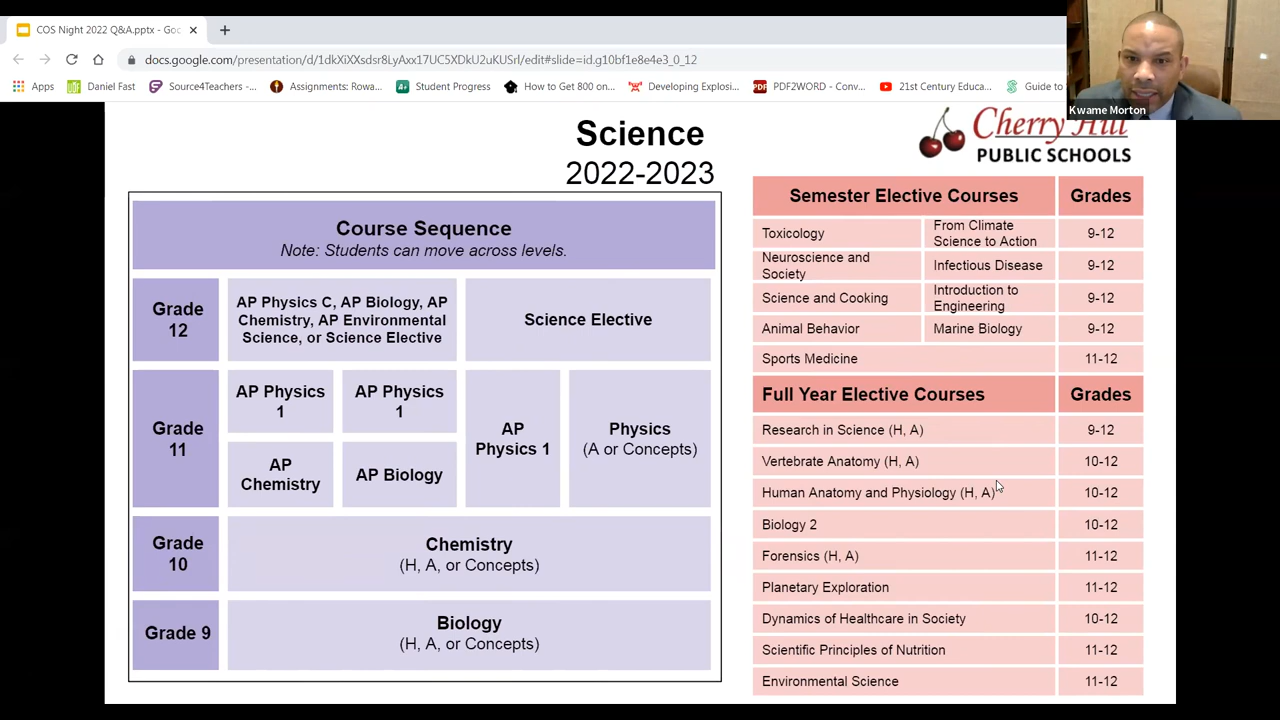 COS Night 2022 Q&A.pptx - Goo
docs.google.com/presentation/d/1dkXiXXsdsr8LyAxx17UC5XDUJ2uKUSrl/edit#slide=id.g10bf1e8e4e3_0_12
Apps Daniel Fast Source4Teachers -... Assignments: Rowa... Student Progress How to Get 800 on... Developing Explosi... PDF2WORD - Conv... 21st Century Educa... Guide to
Kwame Morton
Cherry Hill
PUBLIC SCHOOLS
Science
2022-2023
Course Sequence
Note: Students can move across levels.
Grade
12
AP Physics C, AP Biology, AP
Chemistry, AP Environmental
Science, or Science Elective
Science Elective
Grade
11
AP Physics
1
AP Physics
1
AP
Chemistry
AP Biology
AP
Physics 1
Physics
(A or Concepts)
Grade
10
Chemistry
(H, A, or Concepts)
Grade 9
Biology
(H, A, or Concepts)
Semester Elective Courses Grades
Toxicology
From Climate
Science to Action
9-12
Neuroscience and
Society
Infectious Disease
9-12
Science and Cooking
Introduction to
Engineering
9-12
Animal Behavior Marine Biology 9-12
Sports Medicine 11-12
Full Year Elective Courses Grades
Research in Science (H, A) 9-12
Vertebrate Anatomy (H, A) 10-12
Human Anatomy and Physiology (H, A) 10-12
Biology 2 10-12
Forensics (H, A) 11-12
Planetary Exploration 11-12
Dynamics of Healthcare in Society 10-12
Scientific Principles of Nutrition 11-12
Environmental Science 11-12